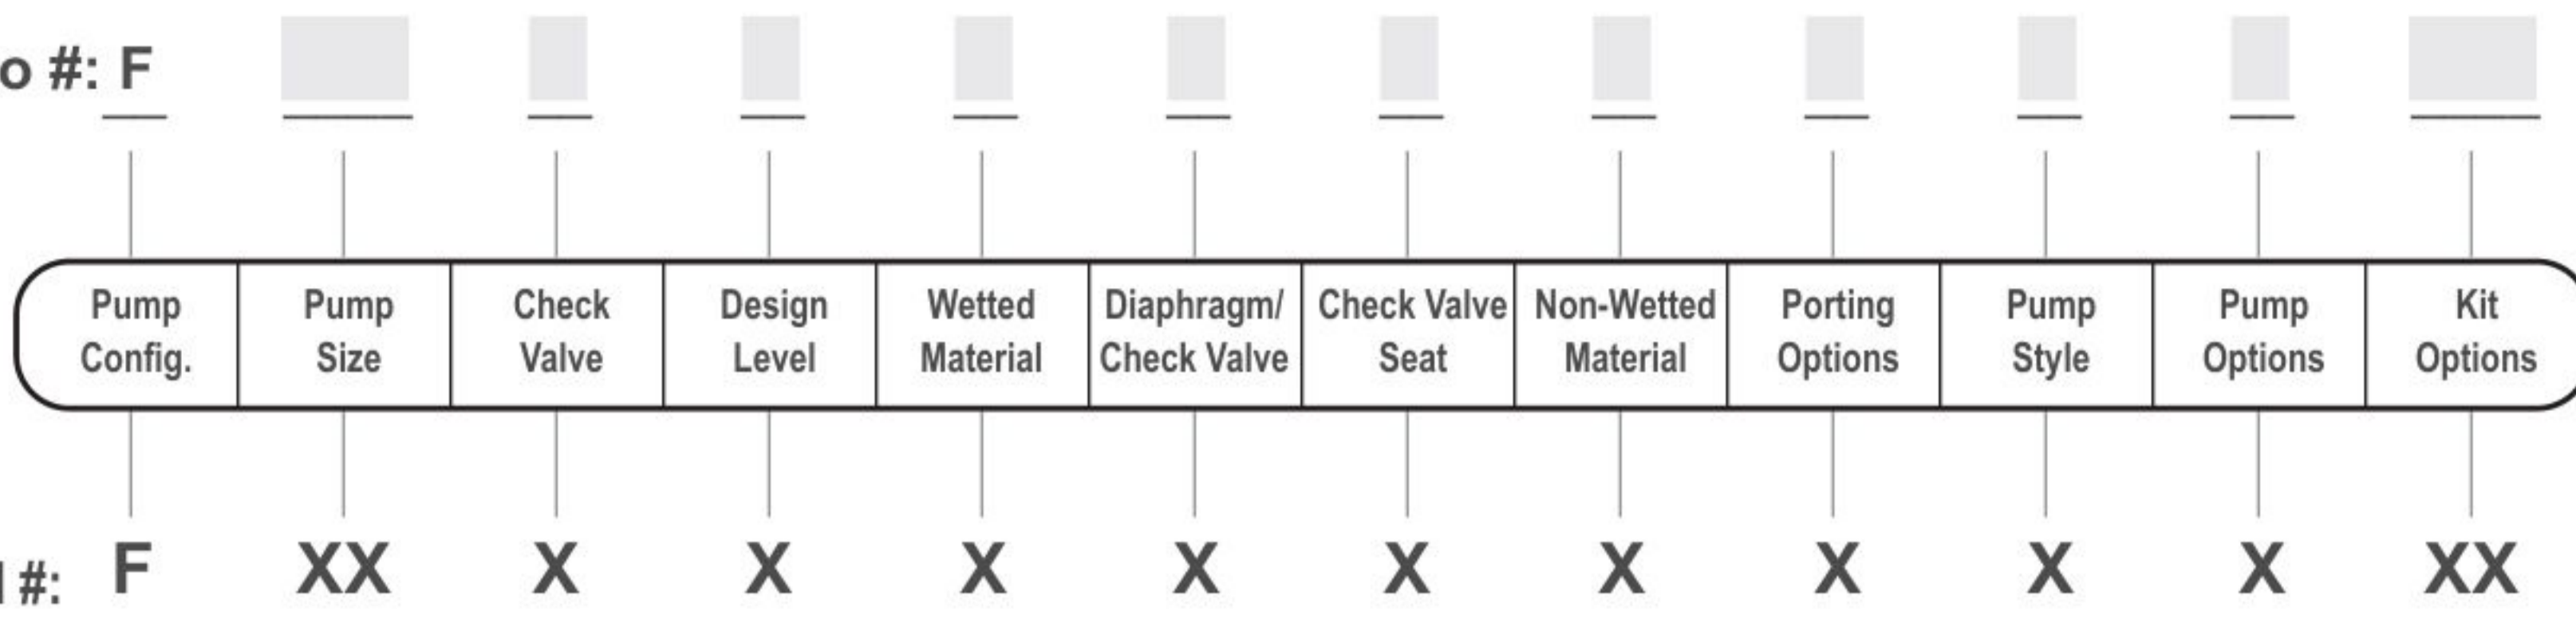 o #: F
Pump Config.
Pump Size
Check Valve
Design Level
Wetted Material
Diaphragm/ Check Valve
Check Valve Seat
Non-Wetted Material
Porting Options
Pump Style
Pump Options
Kit Options
#: F XX X X X X X X X X X XX